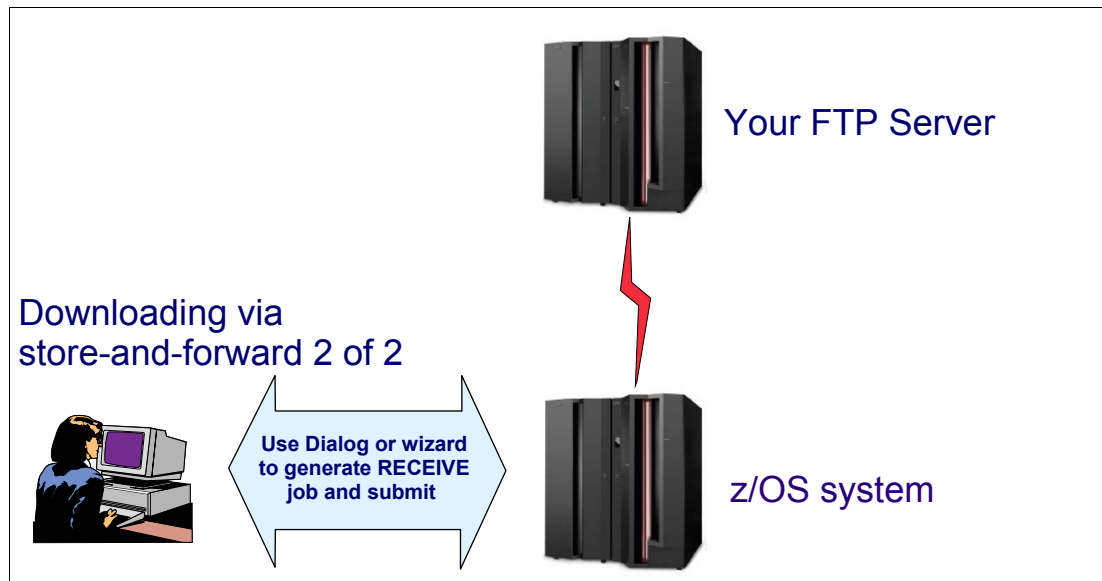 Your FTP Server
Downloading via
store-and-forward 2 of 2
Use Dialog or wizard
to generate RECEIVE
job and submit
z/OS system